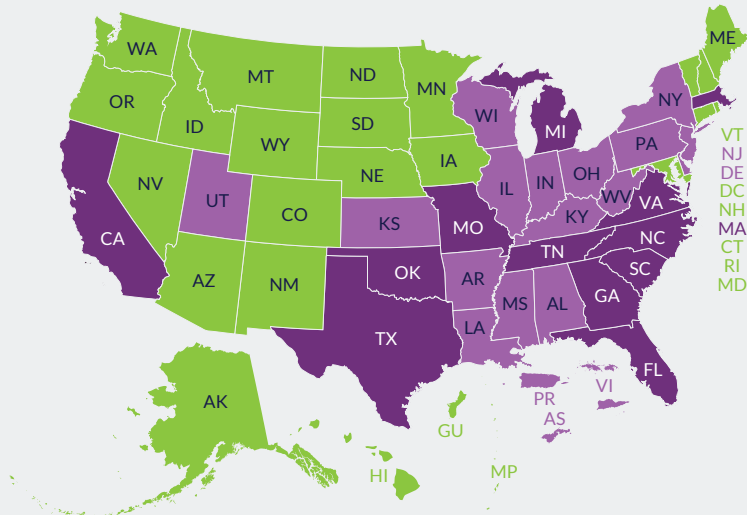 WA
MT
ND
MN
ME
OR
ID
WY
SD
WI
MI
NY
NV
UT
CO
NE
IA
IL
IN
OH
PA
VT
NJ
DE
DC
NH
MA
CT
RI
MD
CA
AZ
NM
KS
MO
KY
WV
VA
OK
AR
TN
NC
SC
TX
LA
MS
AL
GA
FL
AK
HI
GU
MP
PR
VI
AS